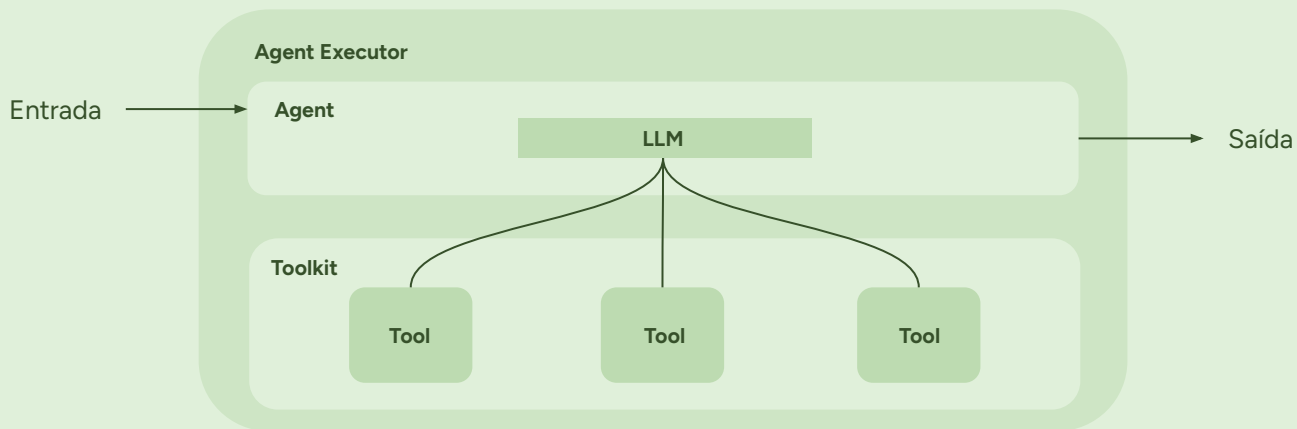 Agent Executor
Entrada
Agent
LLM
Saída
Toolkit
Tool
Tool
Tool